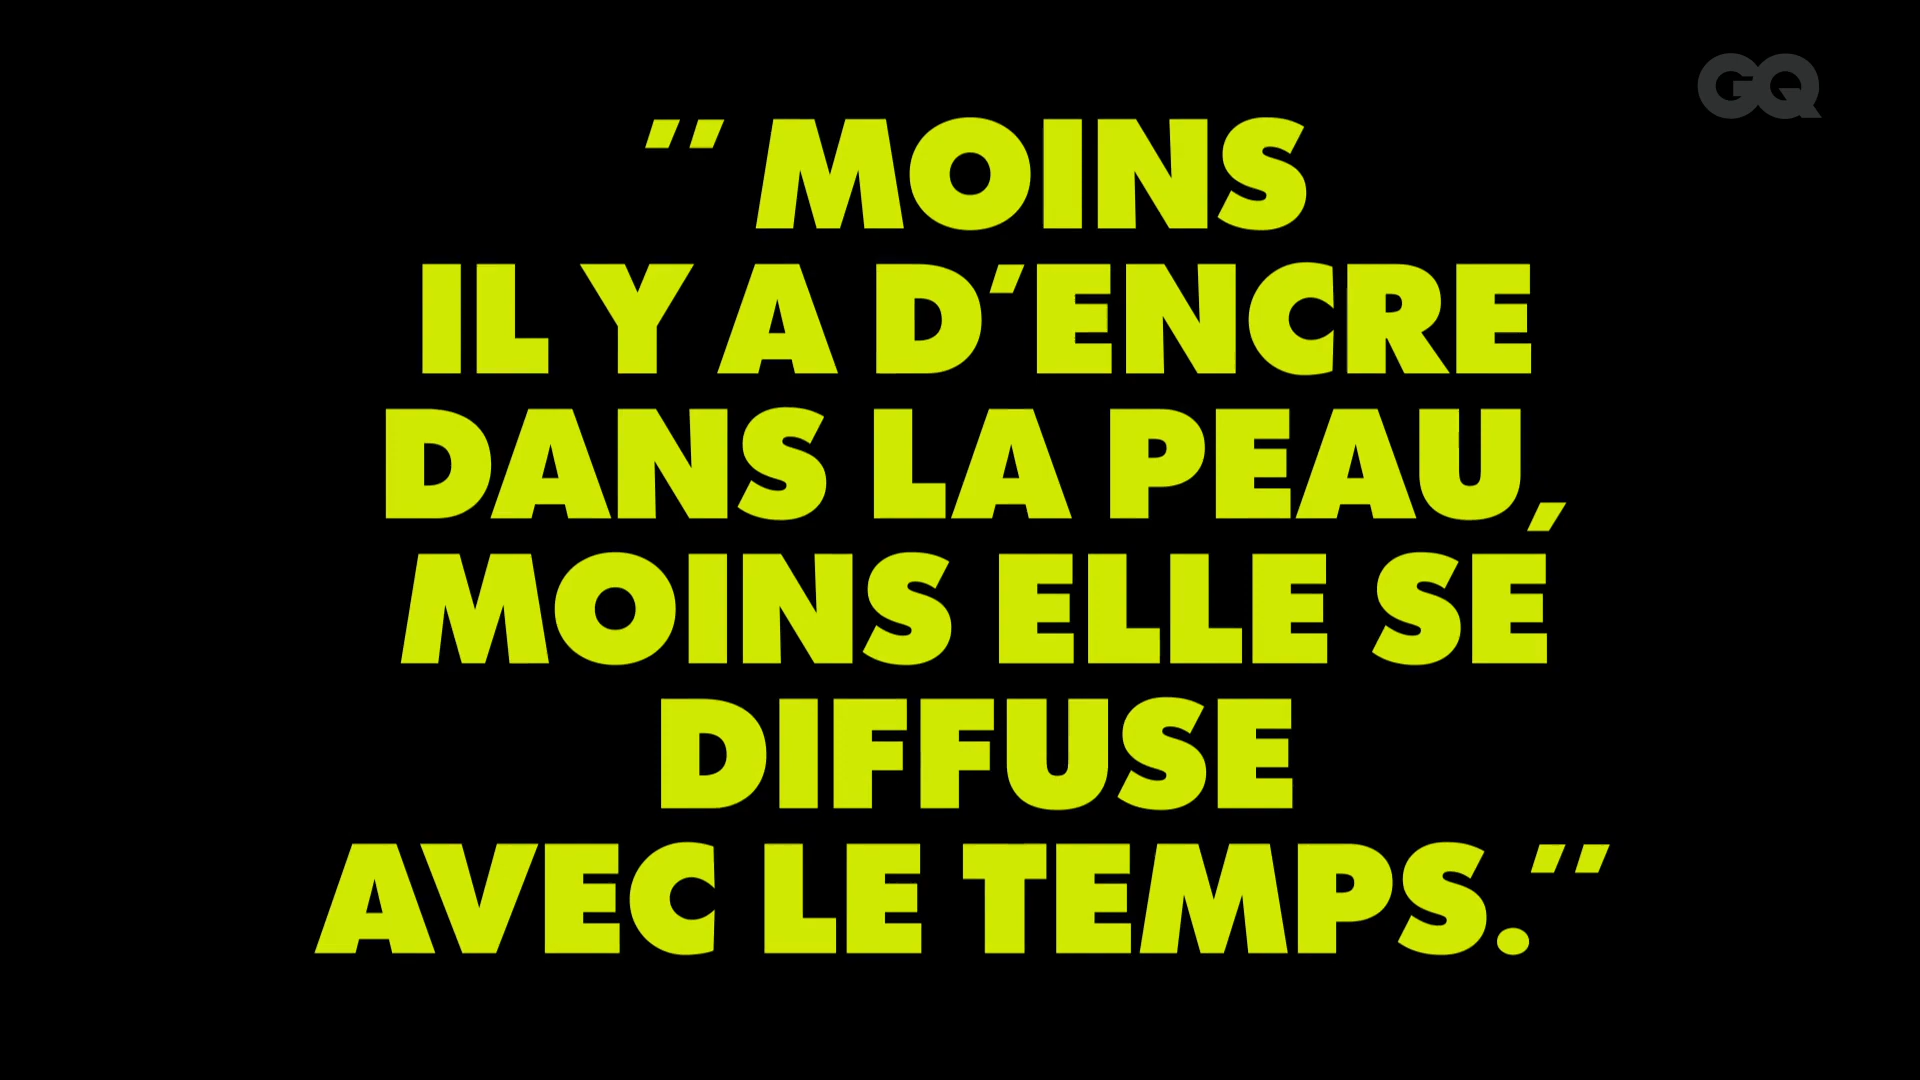 GQ
’’ MOINS
IL Y A D’ENCRE
DANS LA PEAU,
MOINS ELLE SE
DIFFUSE
AVEC LE TEMPS.’’